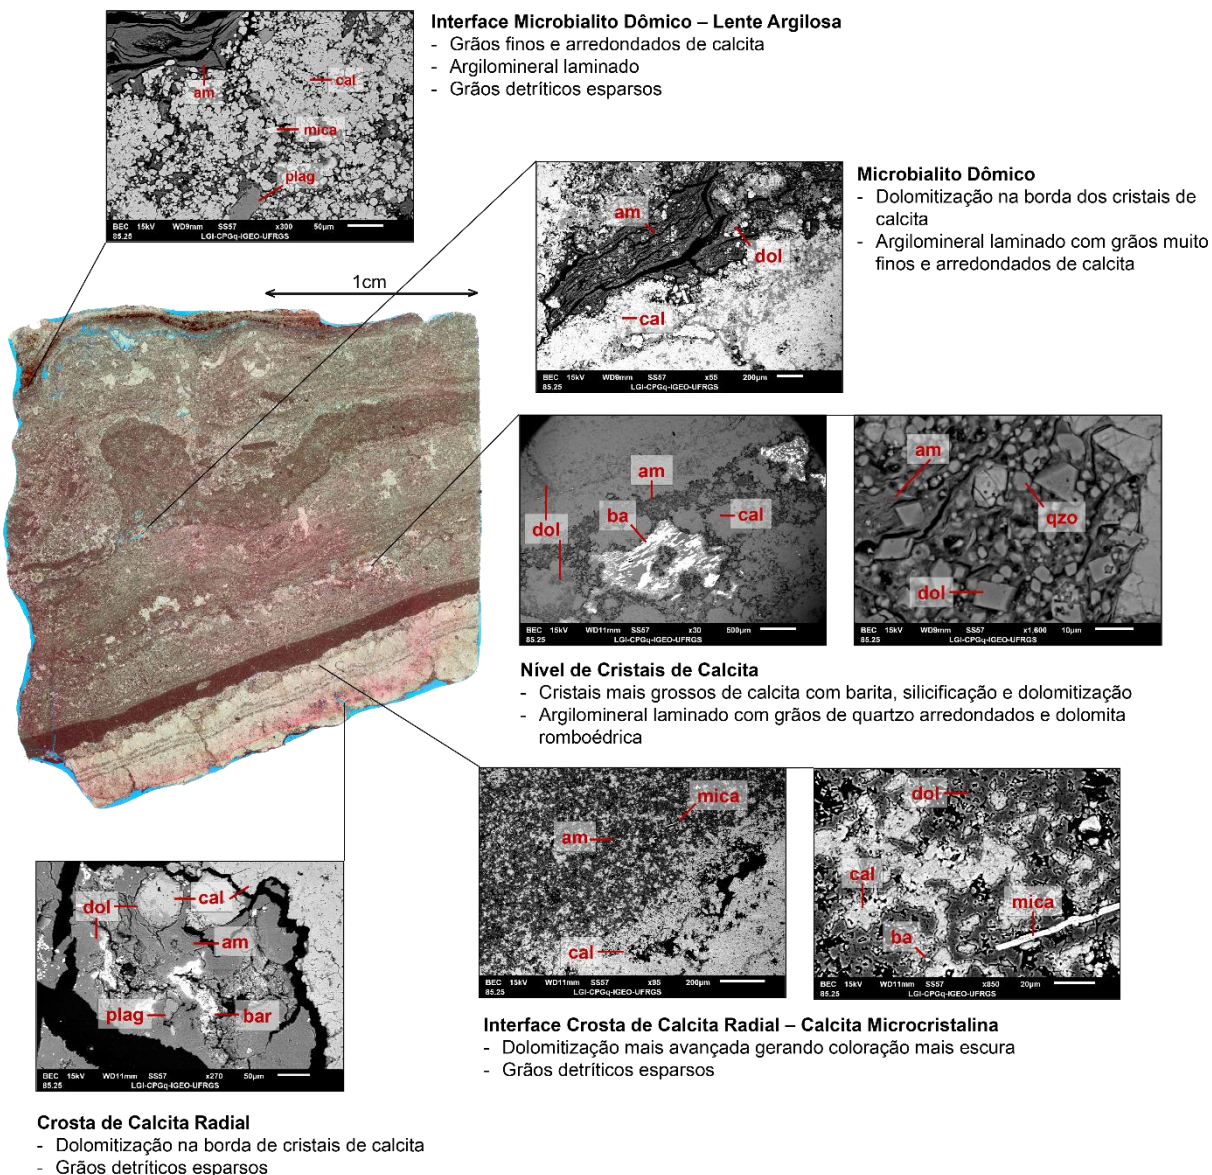 Interface Microbialito Dômico – Lente Argilosa
- Grãos finos e arredondados de calcita
- Argilomineral laminado
- Grãos detríticos esparsos
am
cal
mica
plag
BEC 15kV WD9mm SS57 x300 50µm
85.25 LGI-CPGq-IGEO-UFRGS
Microbialito Dômico
- Dolomitização na borda dos cristais de
calcita
- Argilomineral laminado com grãos muito
finos e arredondados de calcita
am
dol
cal
BEC 15kV WD9mm SS57 x55 200µm
85.25 LGI-CPGq-IGEO-UFRGS
1cm
am
ba
cal
dol
BEC 15kV WD11mm SS57 x30 500µm
85.25 LGI-CPGq-IGEO-UFRGS
am
qzo
dol
BEC 15kV WD9mm SS57 x1,600 10µm
85.25 LGI-CPGq-IGEO-UFRGS
Nível de Cristais de Calcita
- Cristais mais grossos de calcita com barita, silicificação e dolomitização
- Argilomineral laminado com grãos de quartzo arredondados e dolomita
romboédrica
mica
am
cal
BEC 15kV WD11mm SS57 x95 200µm
85.25 LGI-CPGq-IGEO-UFRGS
dol
cal
mica
ba
BEC 15kV WD11mm SS57 x850 20µm
85.25 LGI-CPGq-IGEO-UFRGS
Interface Crosta de Calcita Radial – Calcita Microcristalina
- Dolomitização mais avançada gerando coloração mais escura
- Grãos detríticos esparsos
cal
dol
am
plag
bar
BEC 15kV WD11mm SS57 x270 50µm
85.25 LGI-CPGq-IGEO-UFRGS
Crosta de Calcita Radial
- Dolomitização na borda de cristais de calcita
- Grãos detríticos esparsos